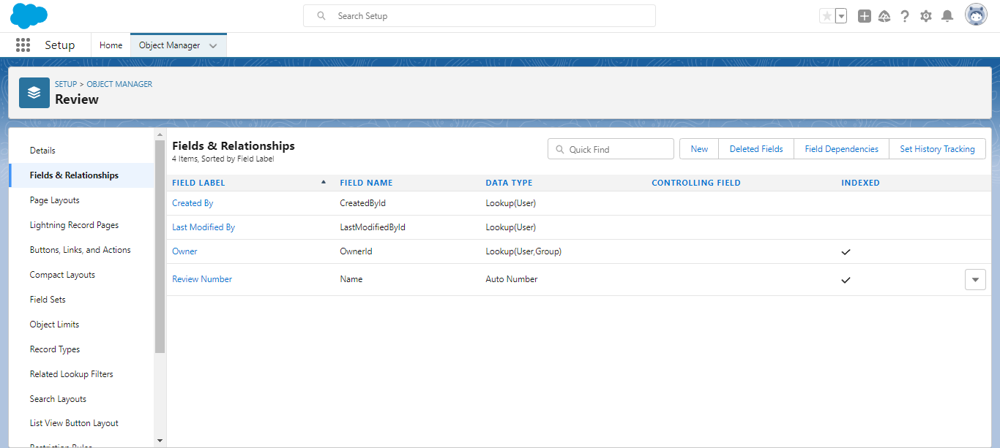 Search Setup
Setup
Home
Object Manager
SETUP > OBJECT MANAGER
Review
Details
Fields & Relationships
Page Layouts
Lightning Record Pages
Buttons, Links, and Actions
Compact Layouts
Field Sets
Object Limits
Record Types
Related Lookup Filters
Search Layouts
List View Button Layout
Restriction Rules
Fields & Relationships
4 Items, Sorted by Field Label
Quick Find
New
Deleted Fields
Field Dependencies
Set History Tracking
FIELD LABEL FIELD NAME DATA TYPE CONTROLLING FIELD INDEXED
Created By CreatedById Lookup(User)
Last Modified By LastModifiedById Lookup(User)
Owner OwnerId Lookup(User,Group)
Review Number Name Auto Number